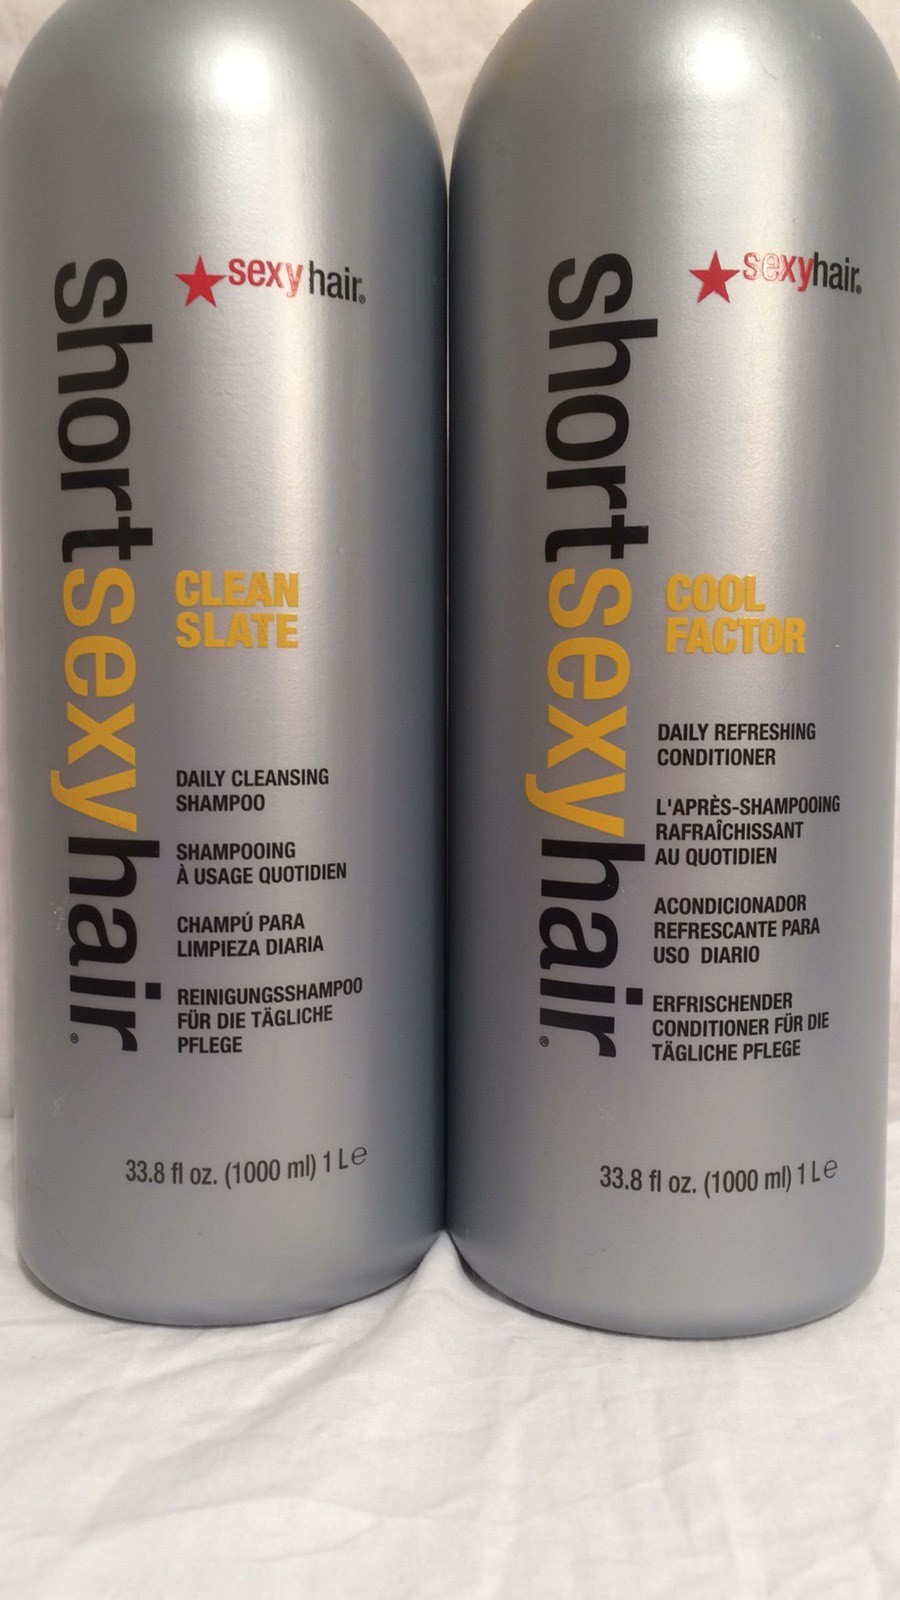 shortsexyhair®
sexyhair®
CLEAN
SLATE
DAILY CLEANSING
SHAMPOO
SHAMPOOING
À USAGE QUOTIDIEN
CHAMPÚ PARA
LIMPIEZA DIARIA
REINIGUNGSSHAMPOO
FÜR DIE TÄGLICHE
PFLEGE
33.8 fl oz. (1000 ml) 1 L ℮
shortsexyhair®
sexyhair®
COOL
FACTOR
DAILY REFRESHING
CONDITIONER
L'APRÈS-SHAMPOOING
RAFRAÎCHISSANT
AU QUOTIDIEN
ACONDICIONADOR
REFRESCANTE PARA
USO DIARIO
ERFRISCHENDER
CONDITIONER FÜR DIE
TÄGLICHE PFLEGE
33.8 fl oz. (1000 ml) 1 L ℮